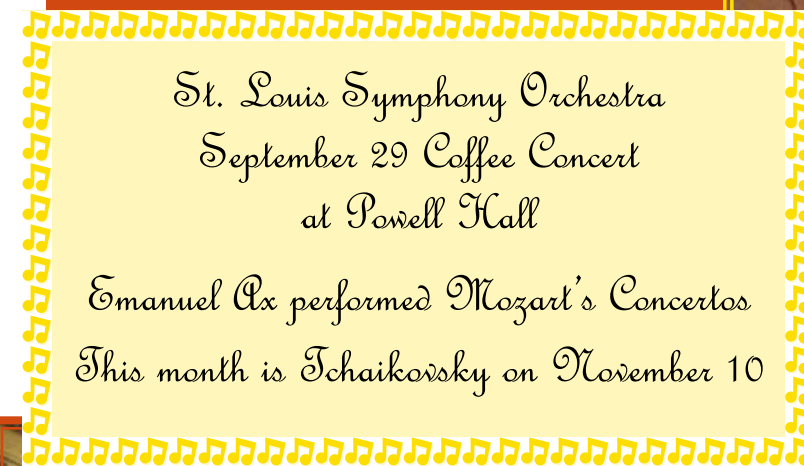 St. Louis Symphony Orchestra
September 29 Coffee Concert
at Powell Hall
Emanuel Ax performed Mozart's Concertos
This month is Tchaikovsky on November 10